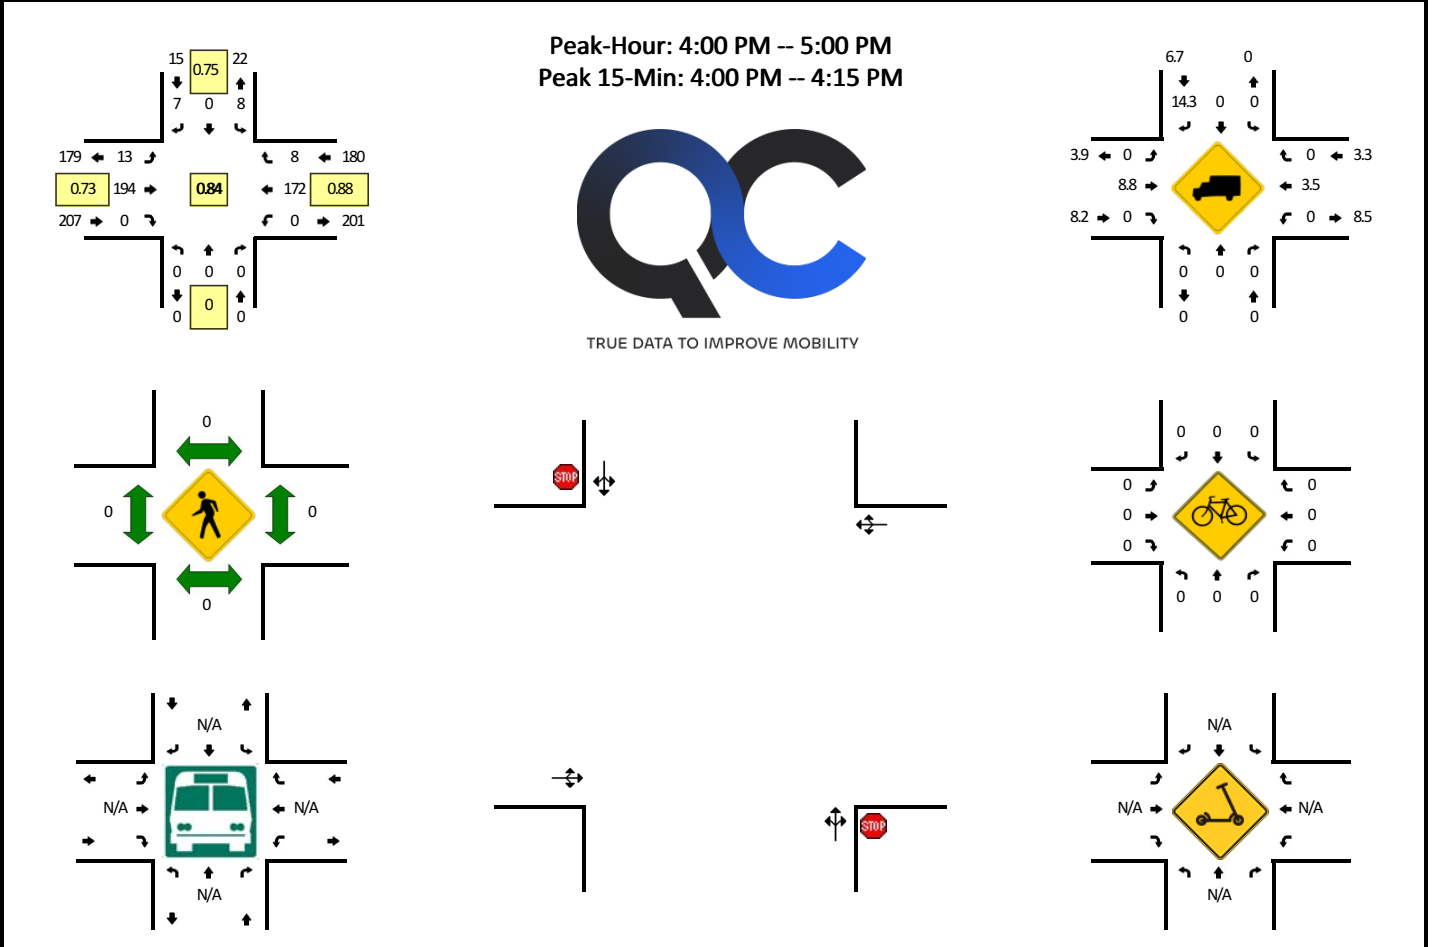 Peak-Hour: 4:00 PM -- 5:00 PM
Peak 15-Min: 4:00 PM -- 4:15 PM
15 0.75 22
7 0 8
179 13 8 180
0.73 194 0.84 172 0.88
207 0 0 201
0 0 0
0 0 0
QC
TRUE DATA TO IMPROVE MOBILITY
6.7 0
14.3 0 0
3.9 0 0 3.3
8.8 3.5
8.2 0 0 8.5
0 0 0
0 0
0
0 0
0
STOP
STOP
0 0 0
0 0
0 0
0 0
0 0 0
N/A
N/A N/A
N/A
N/A
N/A N/A
N/A